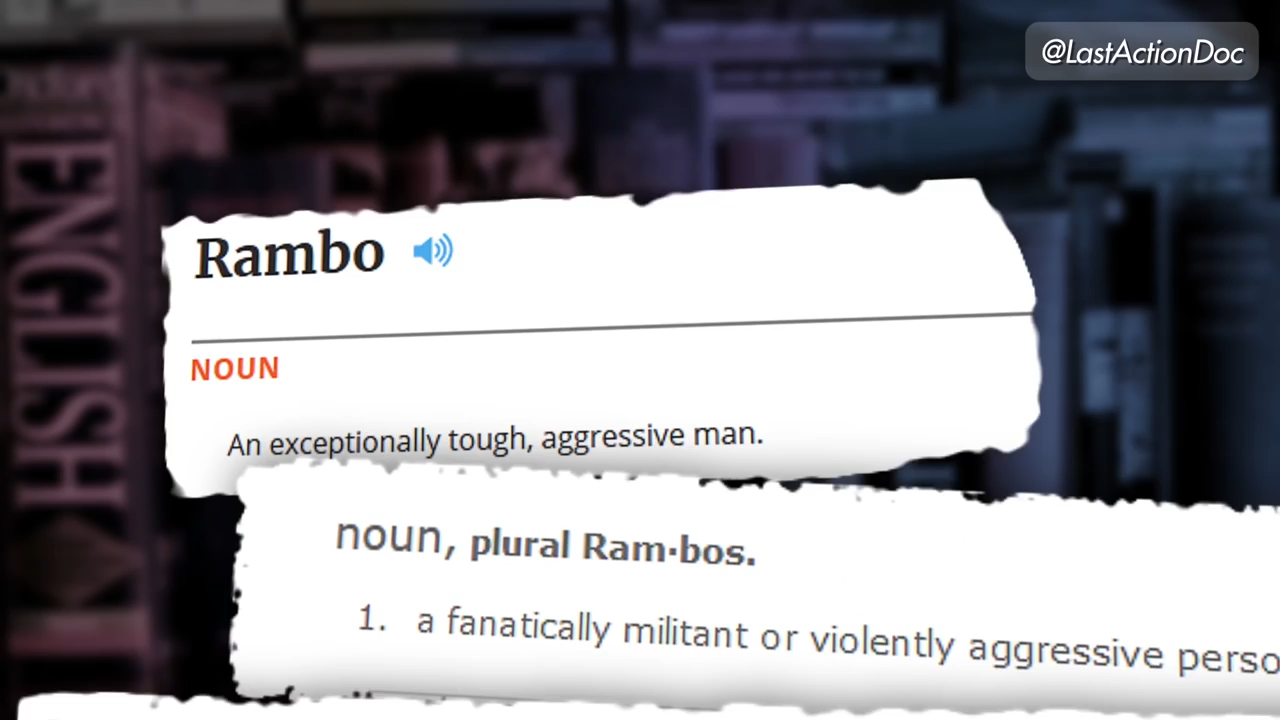 @LastActionDoc
ENGLISH
Rambo
NOUN
An exceptionally tough, aggressive man.
noun, plural Ram·bos.
1. a fanatically militant or violently aggressive perso